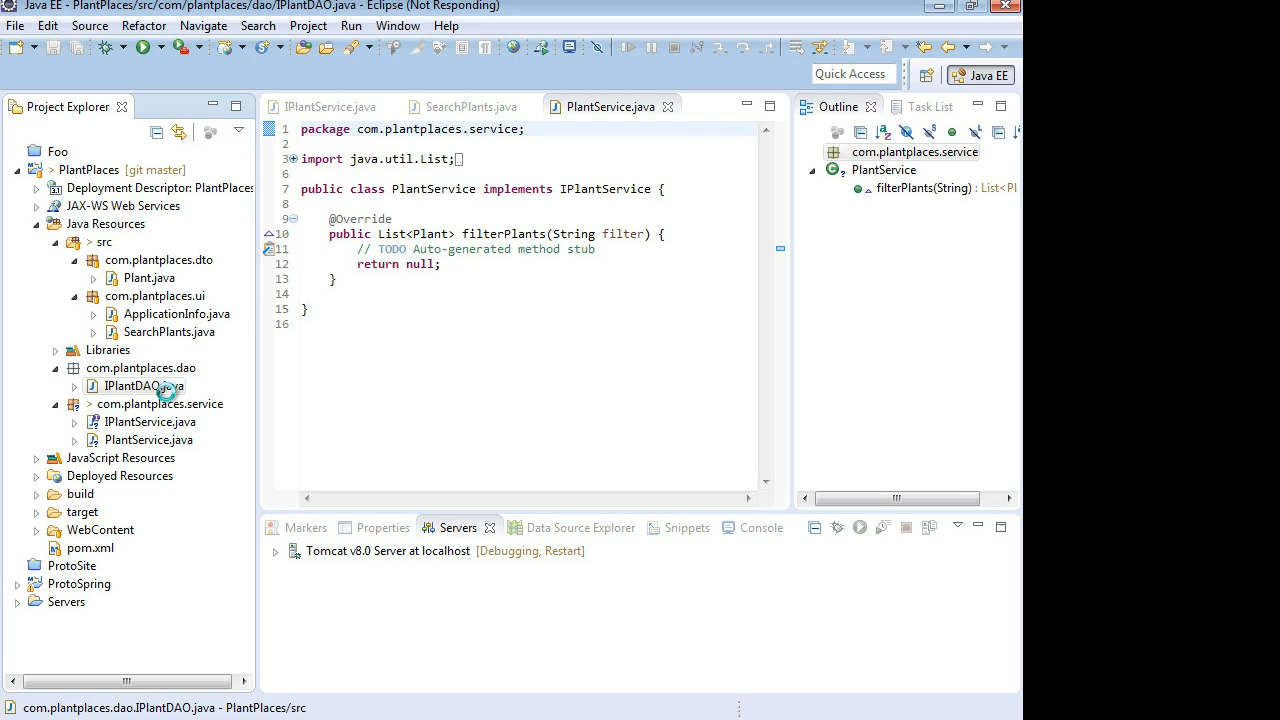 Java EE - PlantPlaces/src/com/plantplaces/dao/IPlantDAO.java - Eclipse (Not Responding)
File Edit Source Refactor Navigate Search Project Run Window Help
Quick Access
Java EE
Project Explorer
Foo
> PlantPlaces [git master]
Deployment Descriptor: PlantPlaces
JAX-WS Web Services
Java Resources
> src
com.plantplaces.dto
Plant.java
com.plantplaces.ui
ApplicationInfo.java
SearchPlants.java
Libraries
com.plantplaces.dao
IPlantDAO.java
> com.plantplaces.service
IPlantService.java
PlantService.java
JavaScript Resources
Deployed Resources
build
target
WebContent
pom.xml
ProtoSite
ProtoSpring
Servers
IPlantService.java SearchPlants.java PlantService.java
1 package com.plantplaces.service;
2
3 import java.util.List;
6
7 public class PlantService implements IPlantService {
8
9 @Override
10 public List<Plant> filterPlants(String filter) {
11 // TODO Auto-generated method stub
12 return null;
13 }
14
15 }
16
Outline Task List
com.plantplaces.service
PlantService
filterPlants(String) : List<Pl
Markers Properties Servers Data Source Explorer Snippets Console
Tomcat v8.0 Server at localhost [Debugging, Restart]
com.plantplaces.dao.IPlantDAO.java - PlantPlaces/src